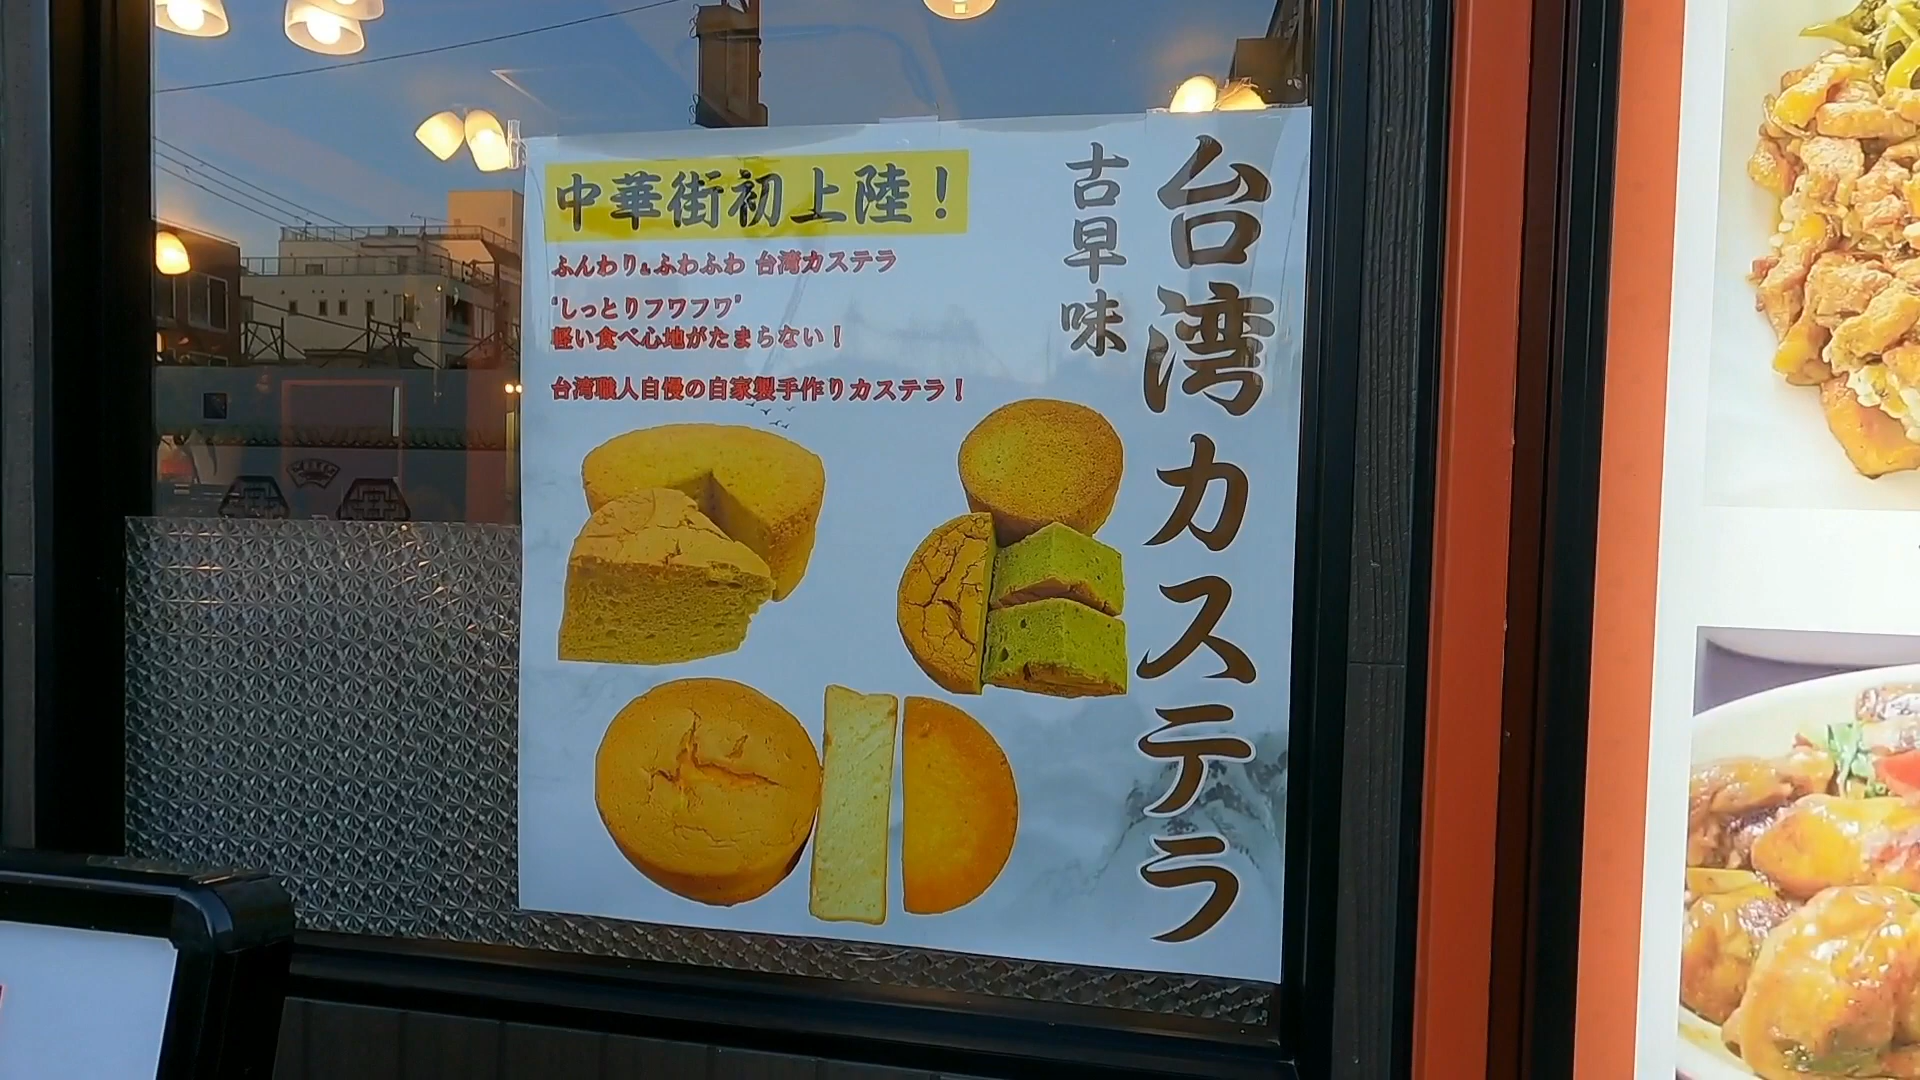 台湾カステラ
古早味
中華街初上陸！
ふんわり&ふわふわ 台湾カステラ
"しっとりフワフワ"
軽い食べ心地がたまらない！
台湾職人自慢の自家製手作りカステラ！